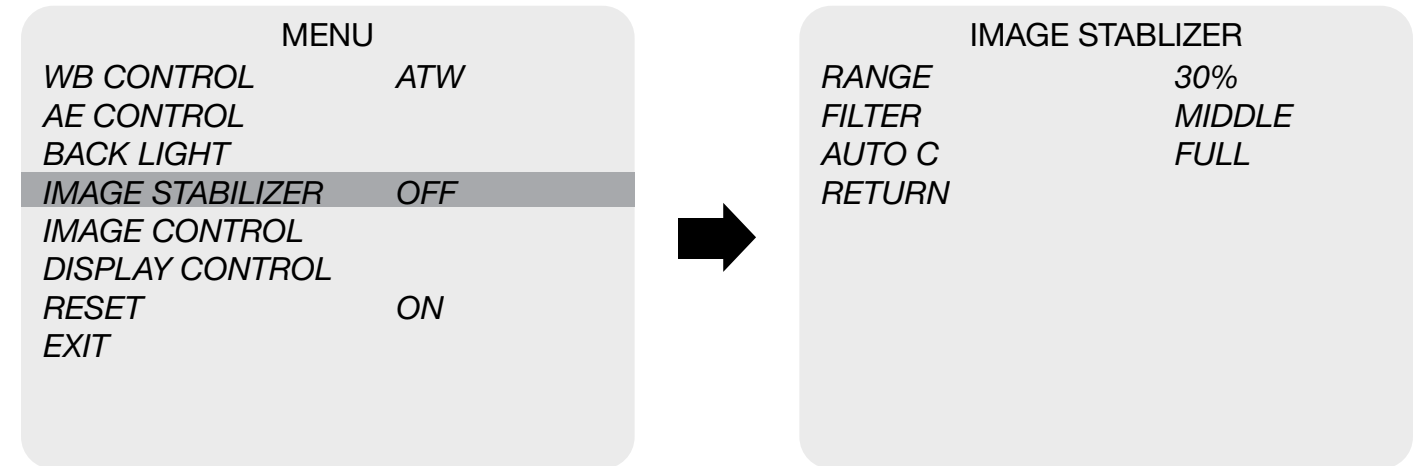 MENU
WB CONTROL ATW
AE CONTROL
BACK LIGHT
IMAGE STABILIZER OFF
IMAGE CONTROL
DISPLAY CONTROL
RESET ON
EXIT
IMAGE STABLIZER
RANGE 30%
FILTER MIDDLE
AUTO C FULL
RETURN